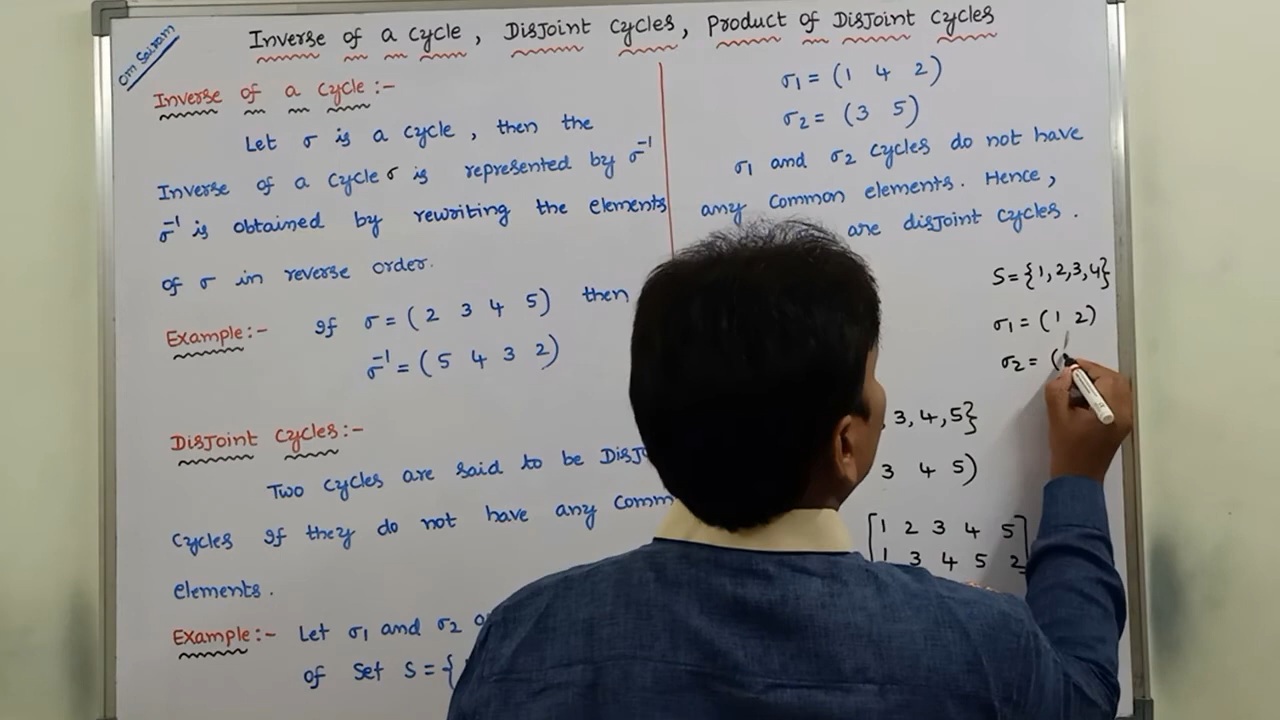 Inverse of a cycle, Disjoint cycles, Product of Disjoint cycles
Om Sairam
Inverse of a cycle:-
Let σ is a cycle, then the
Inverse of a cycle σ is represented by σ⁻¹
σ⁻¹ is obtained by rewriting the elements
of σ in reverse order.
Example:- If σ = (2 3 4 5) then
σ⁻¹ = (5 4 3 2)
Disjoint cycles:-
Two cycles are said to be
cycles if they do not have any
elements.
Example:- Let σ1 and σ2
of set S = {
σ1 = (1 4 2)
σ2 = (3 5)
σ1 and σ2 cycles do not have
any common elements. Hence,
are disjoint cycles.
S = {1,2,3,4}
σ1 = (1 2)
σ2 = (
3, 4, 5}
3 4 5)
[1 2 3 4 5]
1 3 4 5 2